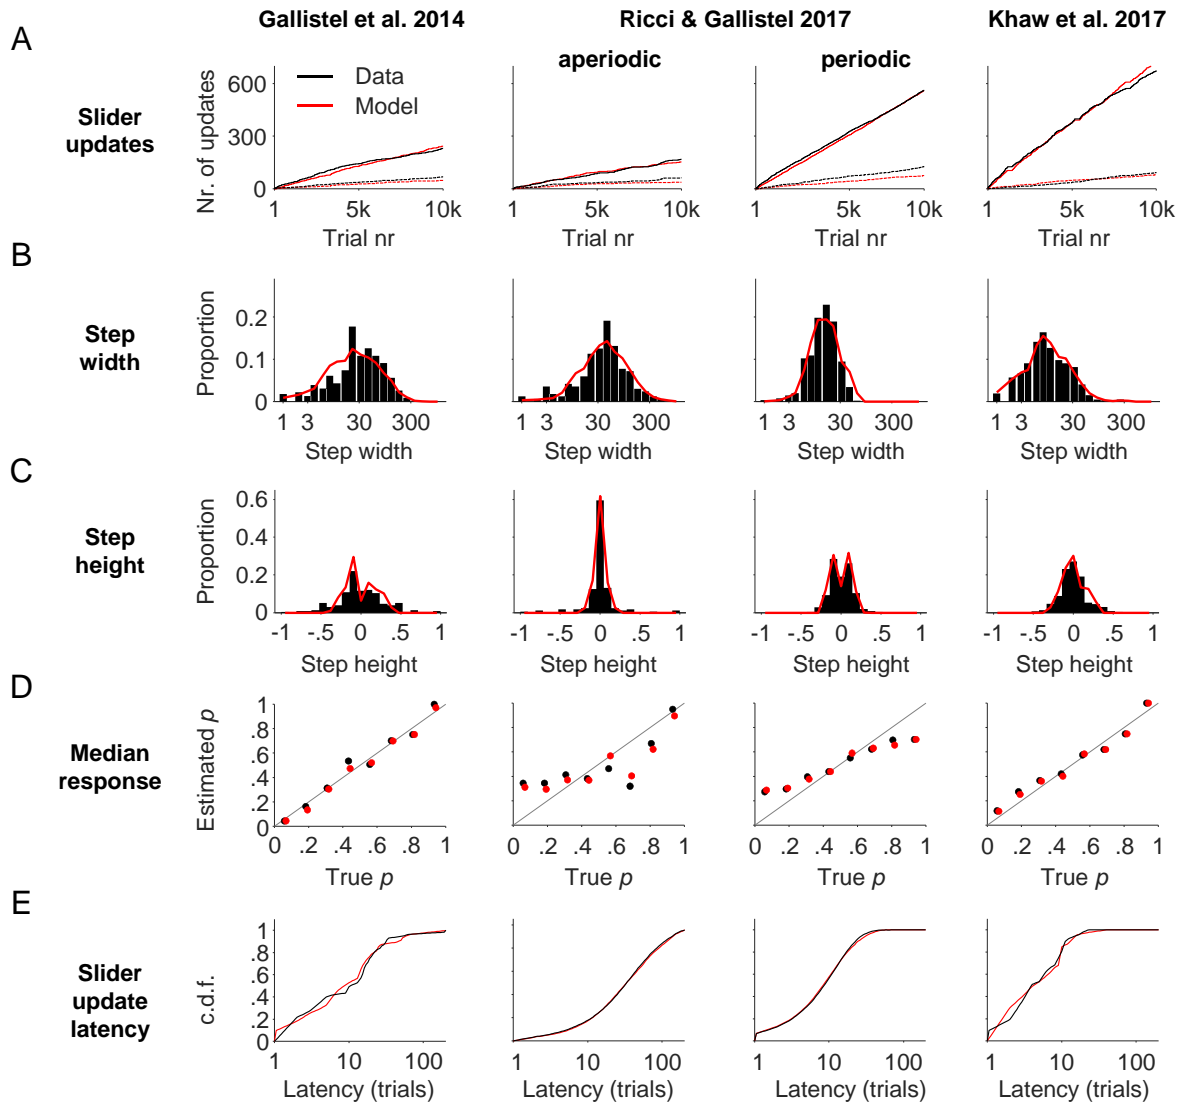 Gallistel et al. 2014 Ricci & Gallistel 2017 Khaw et al. 2017
A
aperiodic periodic
Slider
updates
Nr. of updates
600
300
0
Data
Model
1 5k 10k 1 5k 10k 1 5k 10k 1 5k 10k
Trial nr Trial nr Trial nr Trial nr
B
Step
width
Proportion
0.2
0.1
0
1 3 30 300 1 3 30 300 1 3 30 300 1 3 30 300
Step width Step width Step width Step width
C
Step
height
Proportion
0.6
0.4
0.2
0
-1 -.5 0 .5 1 -1 -.5 0 .5 1 -1 -.5 0 .5 1 -1 -.5 0 .5 1
Step height Step height Step height Step height
D
Median
response
Estimated p
1
.8
.6
.4
.2
0
0 .2 .4 .6 .8 1 0 .2 .4 .6 .8 1 0 .2 .4 .6 .8 1 0 .2 .4 .6 .8 1
True p True p True p True p
E
Slider
update
latency
c.d.f.
1
.8
.6
.4
.2
0
1 10 100 1 10 100 1 10 100 1 10 100
Latency (trials) Latency (trials) Latency (trials) Latency (trials)